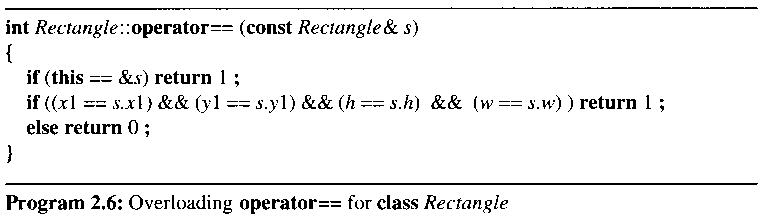 int Rectangle::operator== (const Rectangle& s)
{
if (this == &s) return 1 ;
if ((x1 == s.x1) && (y1 == s.y1) && (h == s.h) && (w == s.w) ) return 1 ;
else return 0 ;
}
Program 2.6: Overloading operator== for class Rectangle